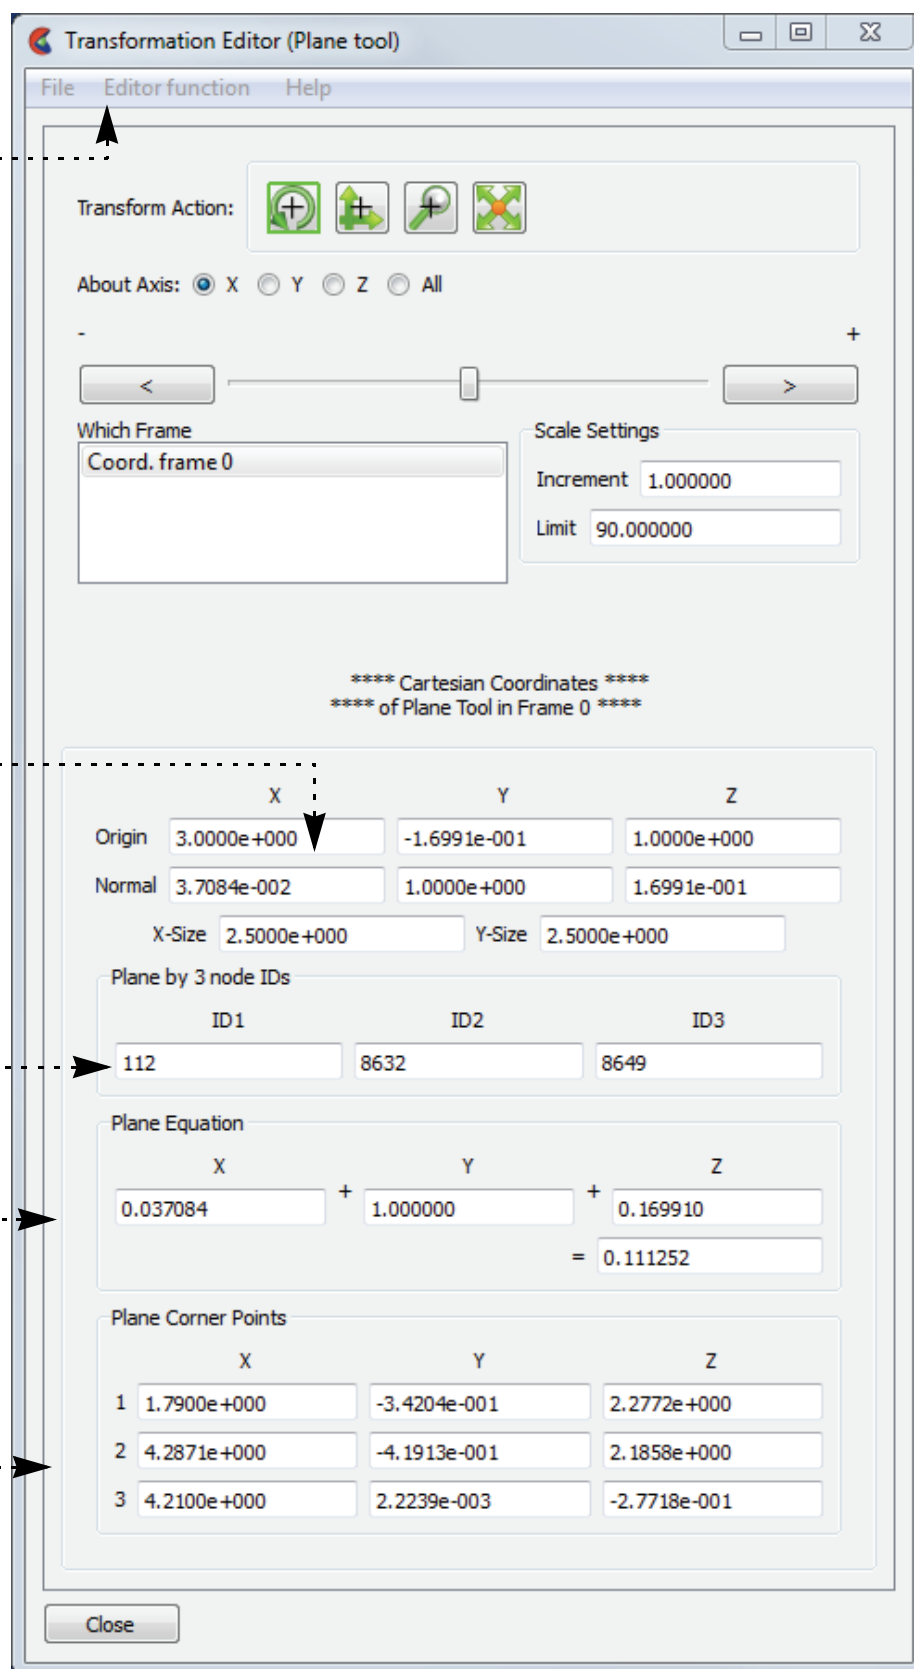 Transformation Editor (Plane tool)
File Editor function Help
Transform Action:
About Axis: X Y Z All
- +
< >
Which Frame Scale Settings
Coord. frame 0
Increment 1.000000
Limit 90.000000
**** Cartesian Coordinates ****
**** of Plane Tool in Frame 0 ****
X Y Z
Origin 3.0000e+000 -1.6991e-001 1.0000e+000
Normal 3.7084e-002 1.0000e+000 1.6991e-001
X-Size 2.5000e+000 Y-Size 2.5000e+000
Plane by 3 node IDs
ID1 ID2 ID3
112 8632 8649
Plane Equation
X Y Z
0.037084 + 1.000000 + 0.169910
= 0.111252
Plane Corner Points
X Y Z
1 1.7900e+000 -3.4204e-001 2.2772e+000
2 4.2871e+000 -4.1913e-001 2.1858e+000
3 4.2100e+000 2.2239e-003 -2.7718e-001
Close